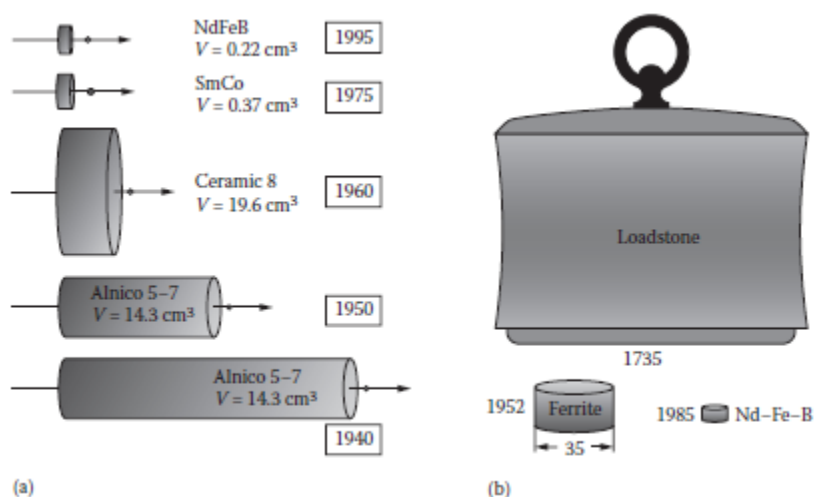 NdFeB
V = 0.22 cm³
1995
SmCo
V = 0.37 cm³
1975
Ceramic 8
V = 19.6 cm³
1960
Alnico 5–7
V = 14.3 cm³
1950
Alnico 5–7
V = 14.3 cm³
1940
(a)
Loadstone
1735
1952
Ferrite
35
1985
Nd–Fe–B
(b)